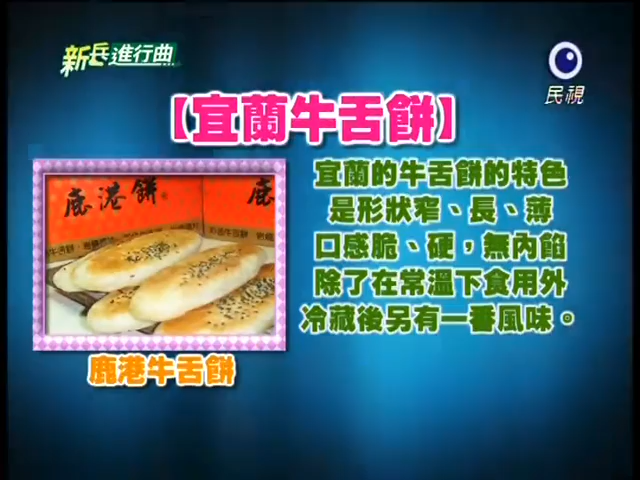 新兵進行曲
民視
【宜蘭牛舌餅】
鹿港餅
鹿
宜蘭的牛舌餅的特色
是形狀窄、長、薄
口感脆、硬，無內餡
除了在常溫下食用外
冷藏後另有一番風味。
鹿港牛舌餅